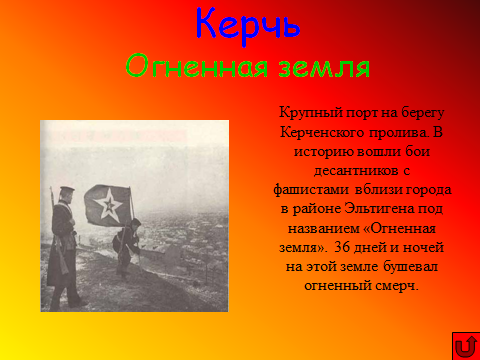 Керчь
Огненная земля
Крупный порт на берегу
Керченского пролива. В
историю вошли бои
десантников с
фашистами вблизи города
в районе Эльтигена под
названием «Огненная
земля». 36 дней и ночей
на этой земле бушевал
огненный смерч.